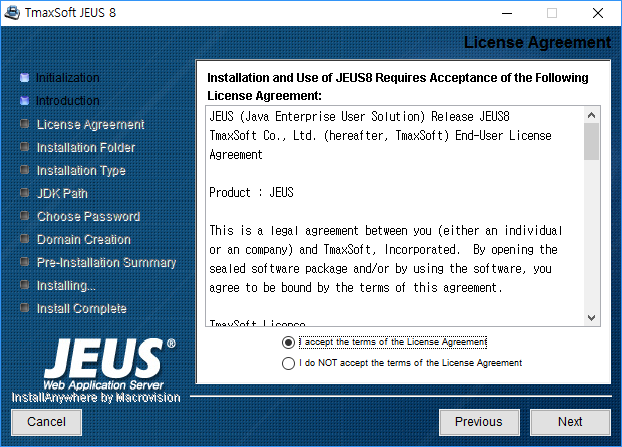 TmaxSoft JEUS 8
License Agreement
Initialization
Introduction
License Agreement
Installation Folder
Installation Type
JDK Path
Choose Password
Domain Creation
Pre-Installation Summary
Installing...
Install Complete
JEUS®
Web Application Server
InstallAnywhere by Macrovision
Installation and Use of JEUS8 Requires Acceptance of the Following
License Agreement:
JEUS (Java Enterprise User Solution) Release JEUS8
TmaxSoft Co., Ltd. (hereafter, TmaxSoft) End-User License
Agreement
Product : JEUS
This is a legal agreement between you (either an individual
or an company) and TmaxSoft, Incorporated.  By opening the
sealed software package and/or by using the software, you
agree to be bound by the terms of this agreement.
TmaxSoft License
I accept the terms of the License Agreement
I do NOT accept the terms of the License Agreement
Cancel
Previous
Next